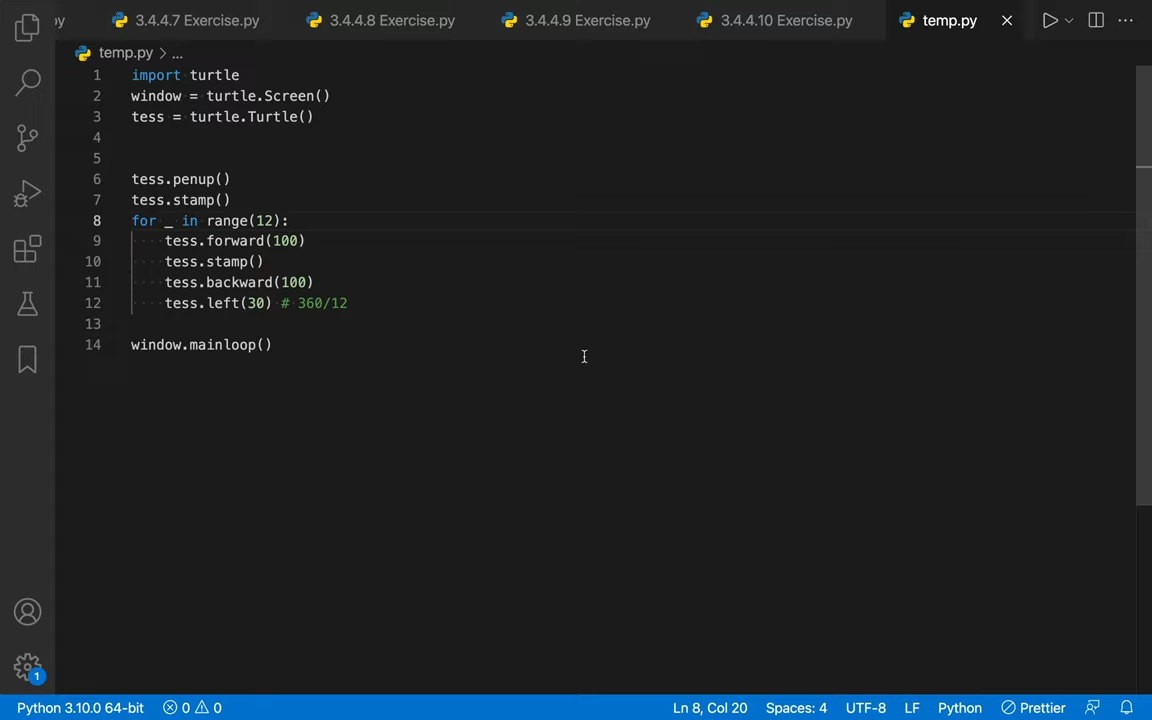 py 3.4.4.7 Exercise.py 3.4.4.8 Exercise.py 3.4.4.9 Exercise.py 3.4.4.10 Exercise.py temp.py
temp.py > ...
1 import turtle
2 window = turtle.Screen()
3 tess = turtle.Turtle()
4
5
6 tess.penup()
7 tess.stamp()
8 for _ in range(12):
9     tess.forward(100)
10     tess.stamp()
11     tess.backward(100)
12     tess.left(30) # 360/12
13
14 window.mainloop()
1
Python 3.10.0 64-bit 0 0 Ln 8, Col 20 Spaces: 4 UTF-8 LF Python Prettier